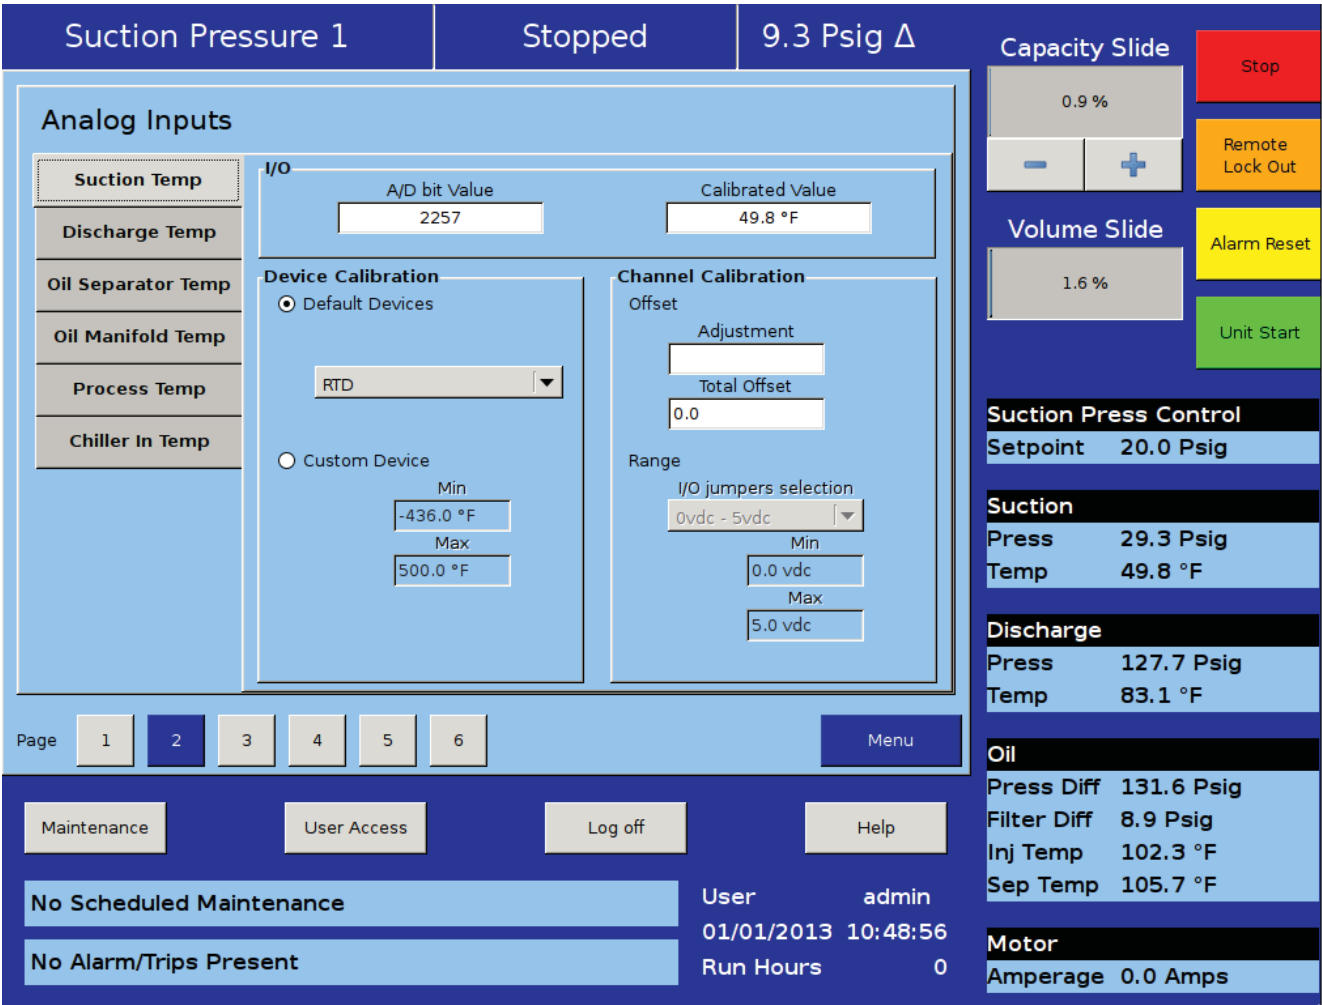 Suction Pressure 1
Stopped
9.3 Psig Δ
Analog Inputs
Suction Temp
Discharge Temp
Oil Separator Temp
Oil Manifold Temp
Process Temp
Chiller In Temp
I/O
A/D bit Value
Calibrated Value
2257
49.8 °F
Device Calibration
Default Devices
RTD
Custom Device
Min
-436.0 °F
Max
500.0 °F
Channel Calibration
Offset
Adjustment
Total Offset
0.0
Range
I/O jumpers selection
0vdc - 5vdc
Min
0.0 vdc
Max
5.0 vdc
Page 1 2 3 4 5 6
Menu
Maintenance
User Access
Log off
Help
No Scheduled Maintenance
No Alarm/Trips Present
User admin
01/01/2013 10:48:56
Run Hours 0
Capacity Slide
0.9 %
− +
Volume Slide
1.6 %
Stop
Remote
Lock Out
Alarm Reset
Unit Start
Suction Press Control
Setpoint 20.0 Psig
Suction
Press 29.3 Psig
Temp 49.8 °F
Discharge
Press 127.7 Psig
Temp 83.1 °F
Oil
Press Diff 131.6 Psig
Filter Diff 8.9 Psig
Inj Temp 102.3 °F
Sep Temp 105.7 °F
Motor
Amperage 0.0 Amps